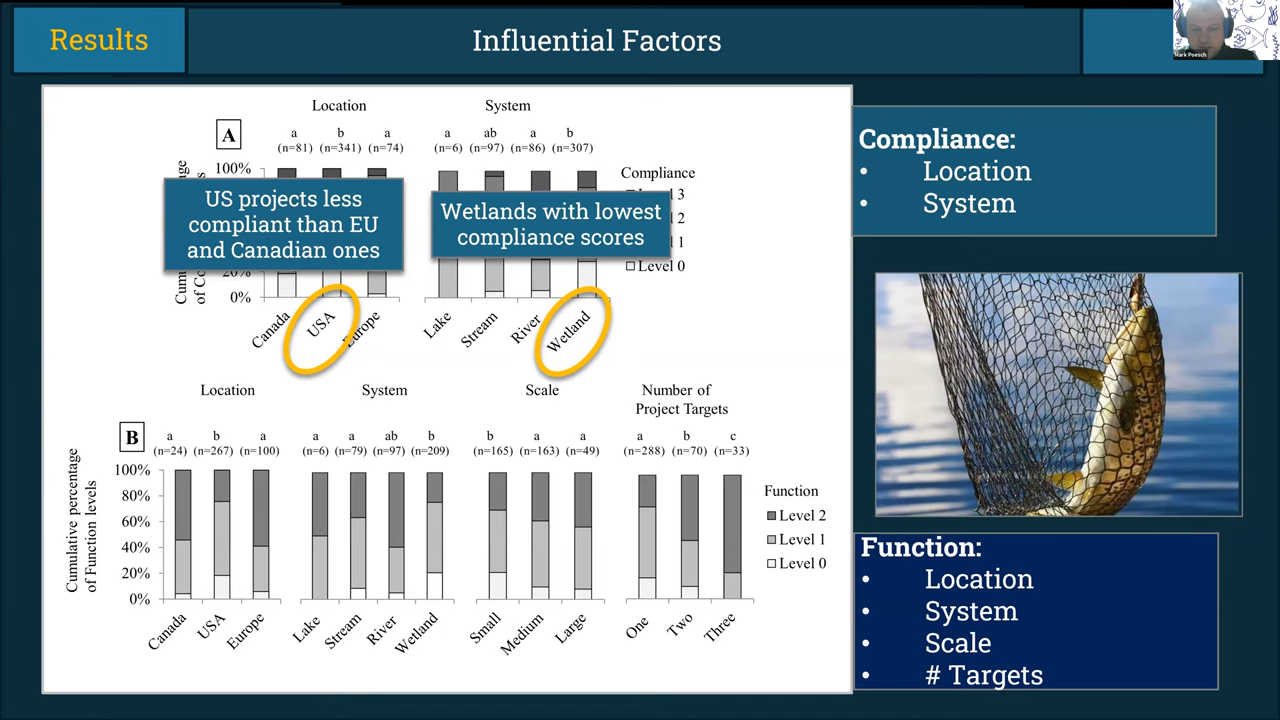 Results
Influential Factors
Mark Poesch
Location
System
A
a b a
(n=81) (n=341) (n=74)
a ab a b
(n=6) (n=97) (n=86) (n=307)
100%
0%
US projects less
compliant than EU
and Canadian ones
Wetlands with lowest
compliance scores
Compliance
3
2
1
Level 0
Canada
USA
Europe
Lake
Stream
River
Wetland
Location
System
Scale
Number of
Project Targets
B
a b a
(n=24) (n=267) (n=100)
a a ab b
(n=6) (n=79) (n=97) (n=209)
b a a
(n=165) (n=163) (n=49)
a b c
(n=288) (n=70) (n=33)
Cumulative percentage
of Function levels
100%
80%
60%
40%
20%
0%
Function
Level 2
Level 1
Level 0
Canada
USA
Europe
Lake
Stream
River
Wetland
Small
Medium
Large
One
Two
Three
Compliance:
• Location
• System
Function:
• Location
• System
• Scale
• # Targets